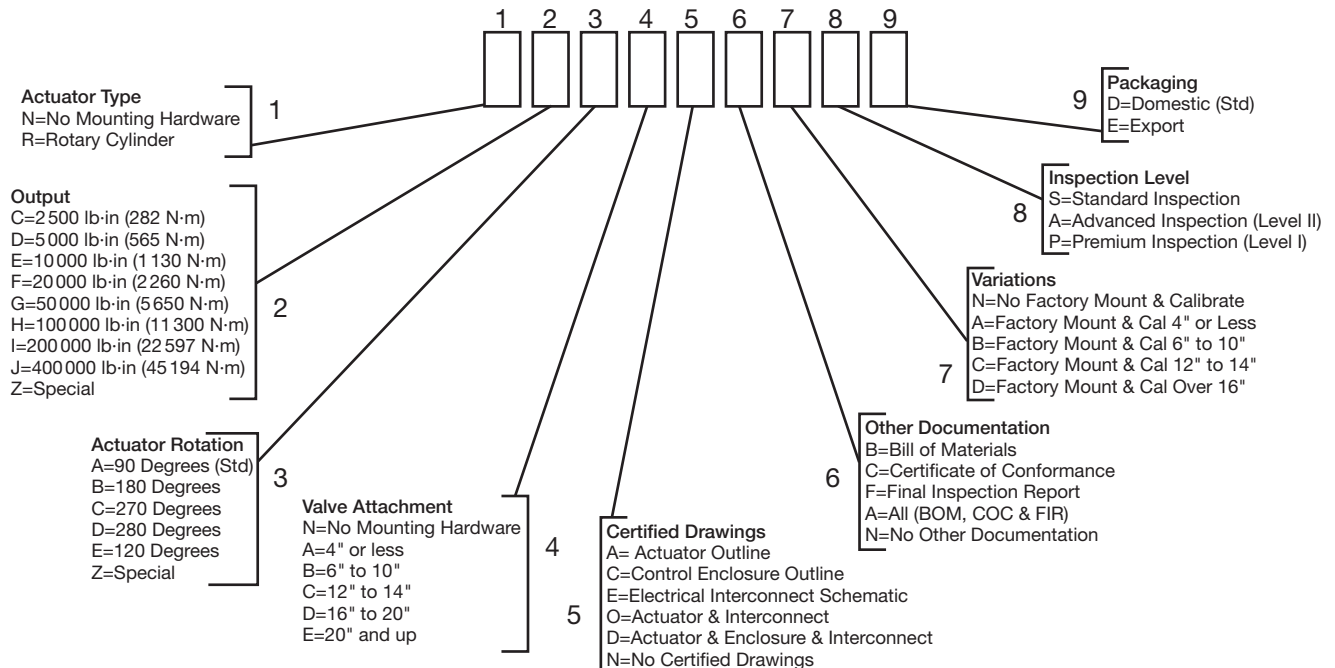 1 2 3 4 5 6 7 8 9
Actuator Type
N=No Mounting Hardware
R=Rotary Cylinder
1
Output
C=2 500 lb·in (282 N·m)
D=5 000 lb·in (565 N·m)
E=10 000 lb·in (1 130 N·m)
F=20 000 lb·in (2 260 N·m)
G=50 000 lb·in (5 650 N·m)
H=100 000 lb·in (11 300 N·m)
I=200 000 lb·in (22 597 N·m)
J=400 000 lb·in (45 194 N·m)
Z=Special
2
Actuator Rotation
A=90 Degrees (Std)
B=180 Degrees
C=270 Degrees
D=280 Degrees
E=120 Degrees
Z=Special
3
Valve Attachment
N=No Mounting Hardware
A=4" or less
B=6" to 10"
C=12" to 14"
D=16" to 20"
E=20" and up
4
Certified Drawings
A= Actuator Outline
C=Control Enclosure Outline
E=Electrical Interconnect Schematic
O=Actuator & Interconnect
D=Actuator & Enclosure & Interconnect
N=No Certified Drawings
5
Other Documentation
B=Bill of Materials
C=Certificate of Conformance
F=Final Inspection Report
A=All (BOM, COC & FIR)
N=No Other Documentation
6
Variations
N=No Factory Mount & Calibrate
A=Factory Mount & Cal 4" or Less
B=Factory Mount & Cal 6" to 10"
C=Factory Mount & Cal 12" to 14"
D=Factory Mount & Cal Over 16"
7
Inspection Level
S=Standard Inspection
A=Advanced Inspection (Level II)
P=Premium Inspection (Level I)
8
Packaging
D=Domestic (Std)
E=Export
9